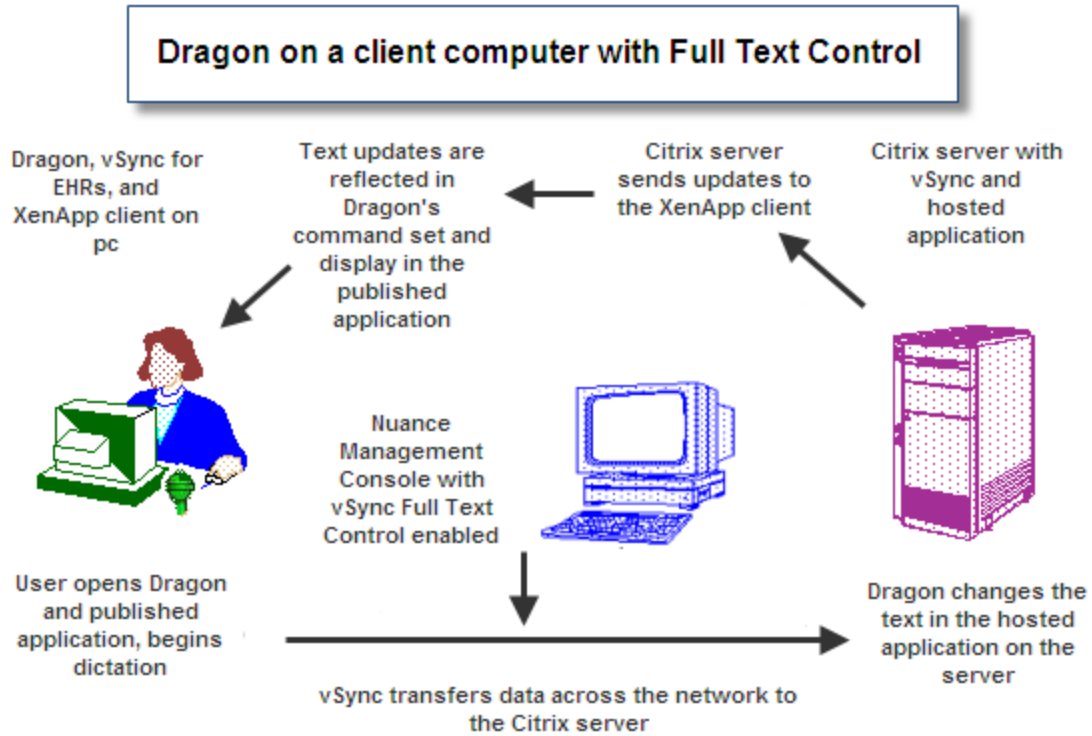 Dragon on a client computer with Full Text Control
Dragon, vSync for
EHRs, and
XenApp client on
pc
Text updates are
reflected in
Dragon's
command set and
display in the
published
application
Citrix server
sends updates to
the XenApp client
Citrix server with
vSync and
hosted
application
Nuance
Management
Console with
vSync Full Text
Control enabled
User opens Dragon
and published
application, begins
dictation
Dragon changes the
text in the hosted
application on the
server
vSync transfers data across the network to
the Citrix server